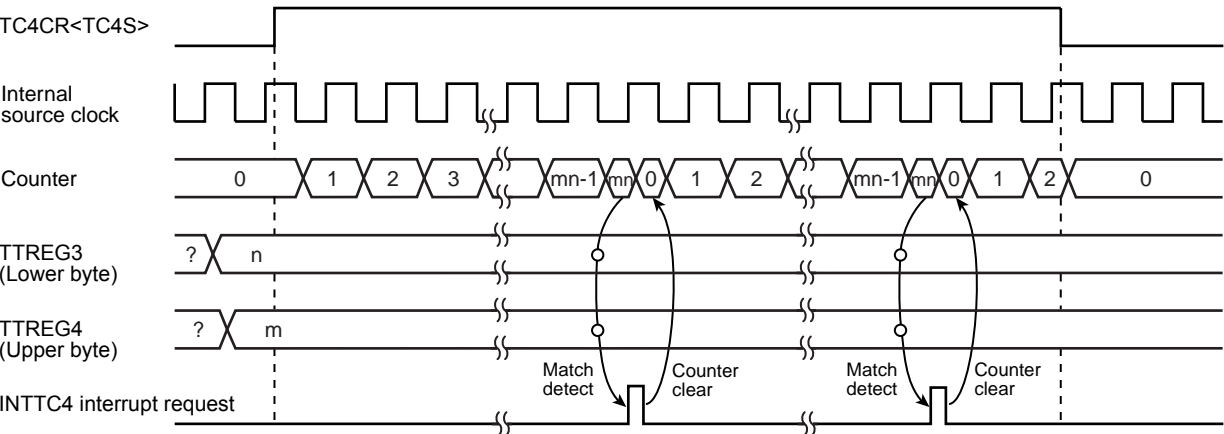 TC4CR<TC4S>
Internal
source clock
Counter
0 1 2 3 mn-1 mn 0 1 2 mn-1 mn 0 1 2 0
TTREG3
(Lower byte)
? n
TTREG4
(Upper byte)
? m
Match
detect
Counter
clear
Match
detect
Counter
clear
INTTC4 interrupt request